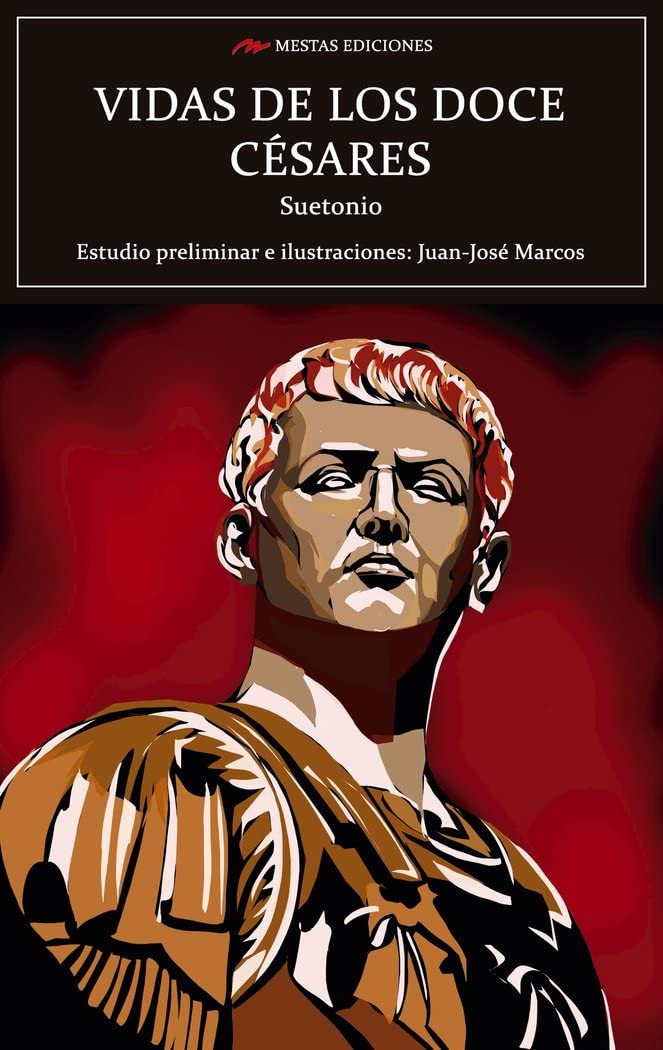 MESTAS EDICIONES
VIDAS DE LOS DOCE
CÉSARES
Suetonio
Estudio preliminar e ilustraciones: Juan-José Marcos